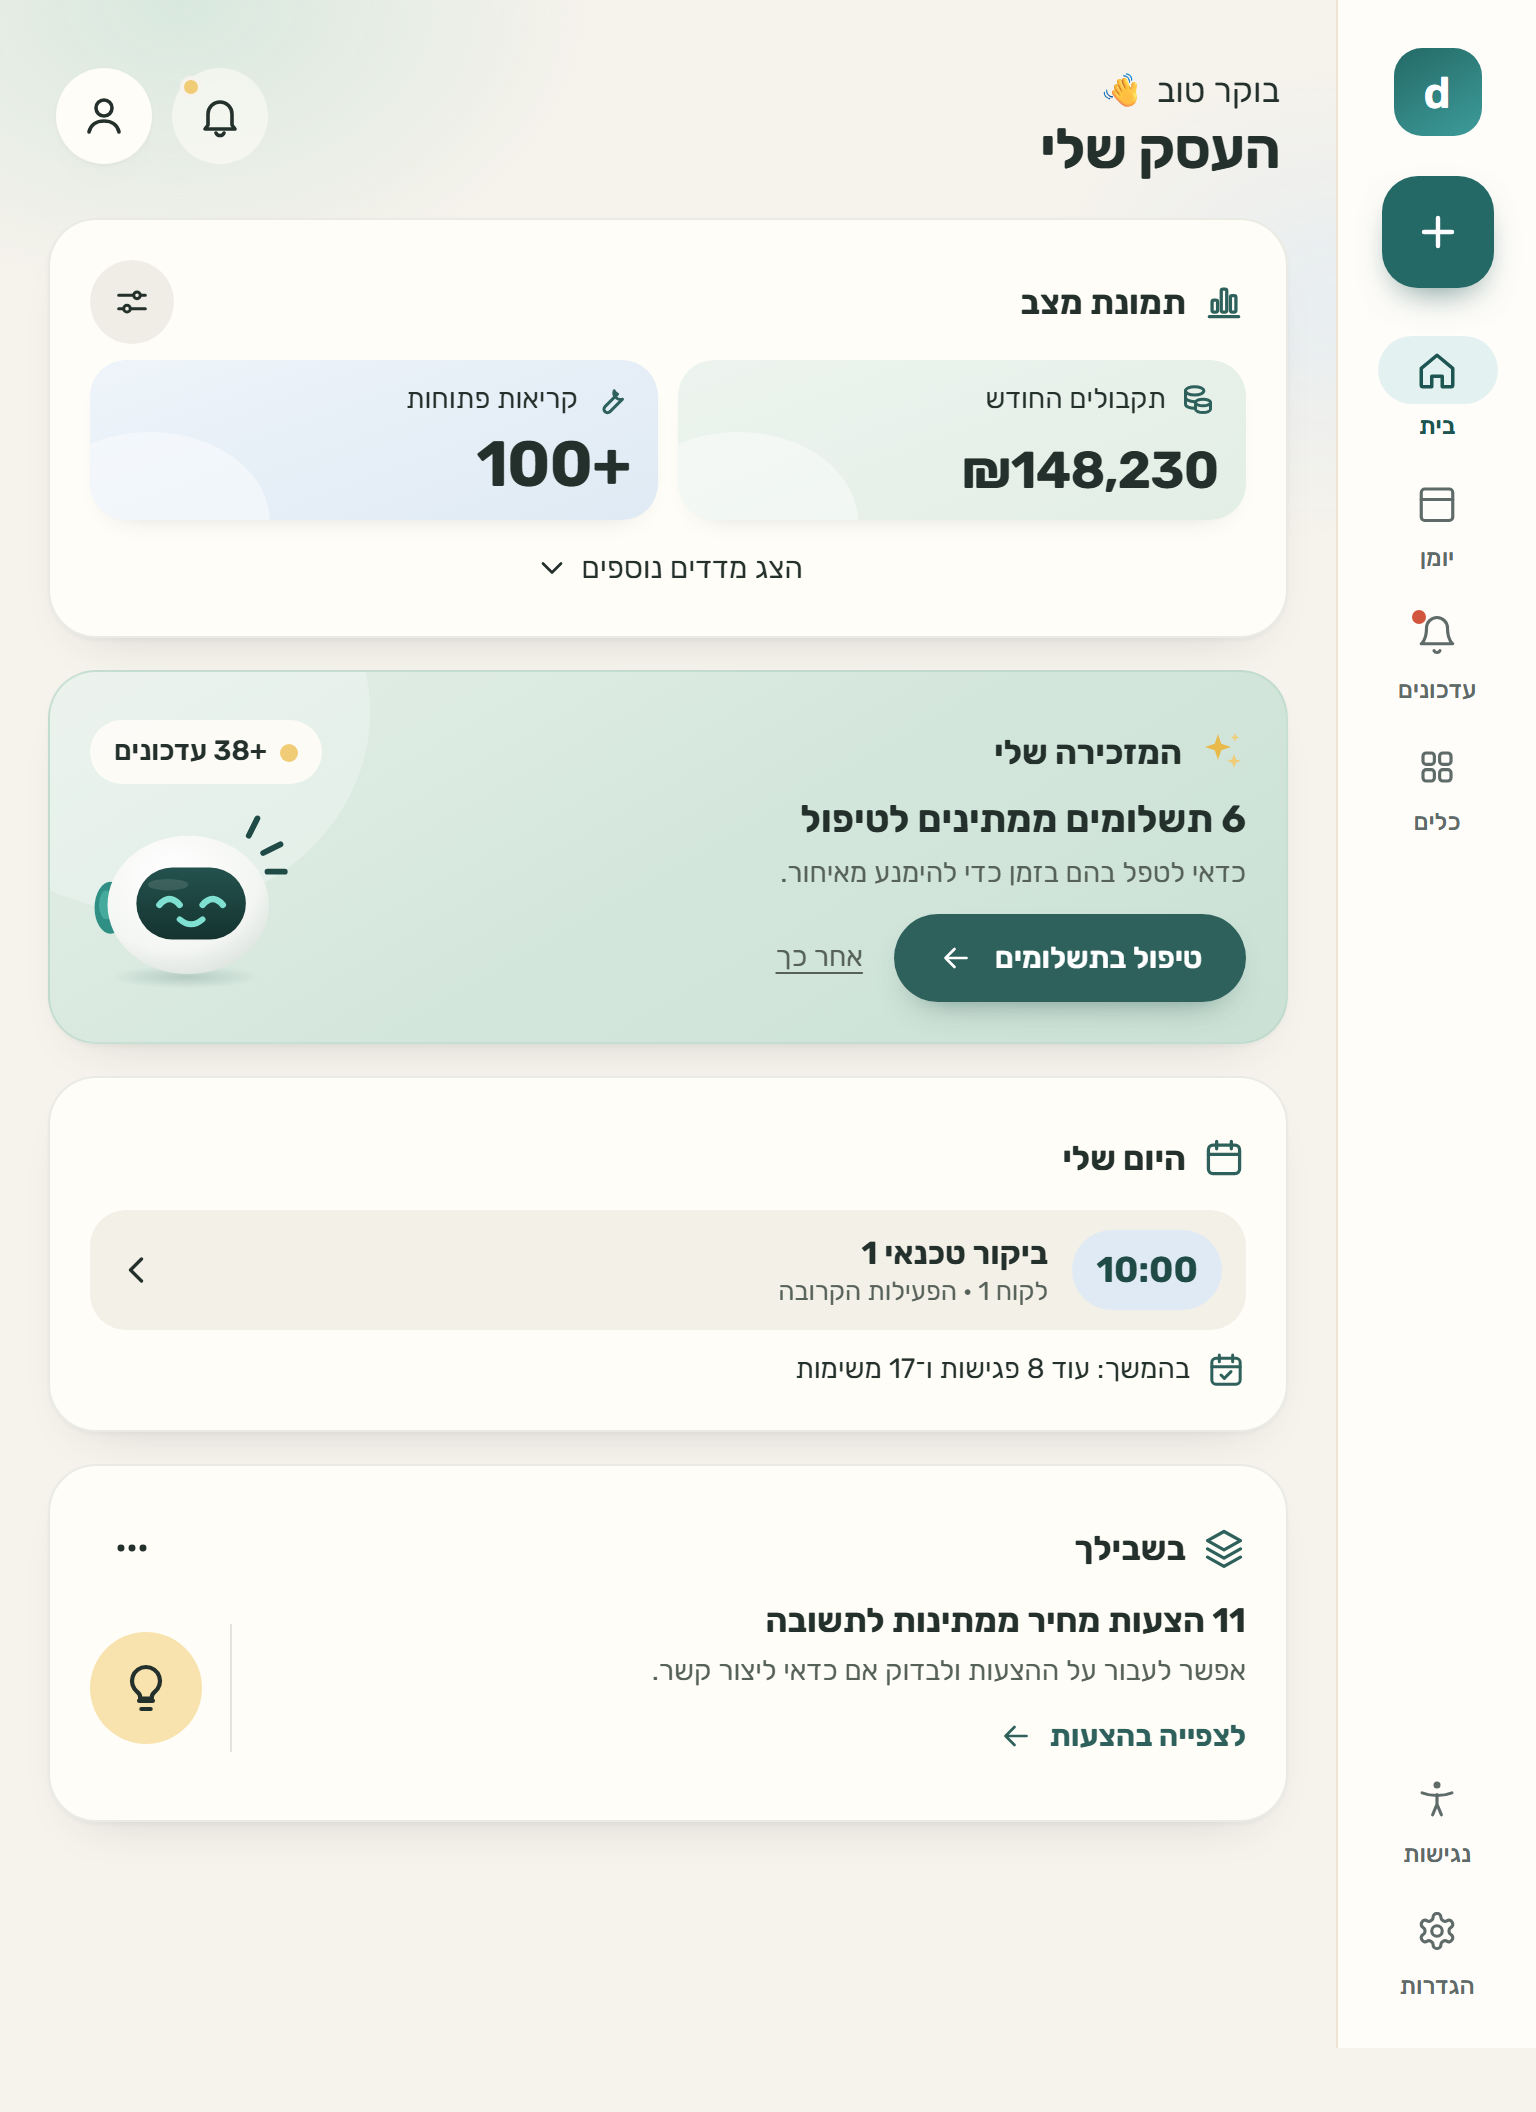 d
בית
יומן
עדכונים
כלים
נגישות
הגדרות
בוקר טוב 👋
העסק שלי
תמונת מצב
תקבולים החודש
₪148,230
קריאות פתוחות
100+
הצג מדדים נוספים
המזכירה שלי
38+ עדכונים
6 תשלומים ממתינים לטיפול
כדאי לטפל בהם בזמן כדי להימנע מאיחור.
טיפול בתשלומים
אחר כך
היום שלי
10:00
ביקור טכנאי 1
לקוח 1 • הפעילות הקרובה
בהמשך: עוד 8 פגישות ו־17 משימות
בשבילך
11 הצעות מחיר ממתינות לתשובה
אפשר לעבור על ההצעות ולבדוק אם כדאי ליצור קשר.
לצפייה בהצעות